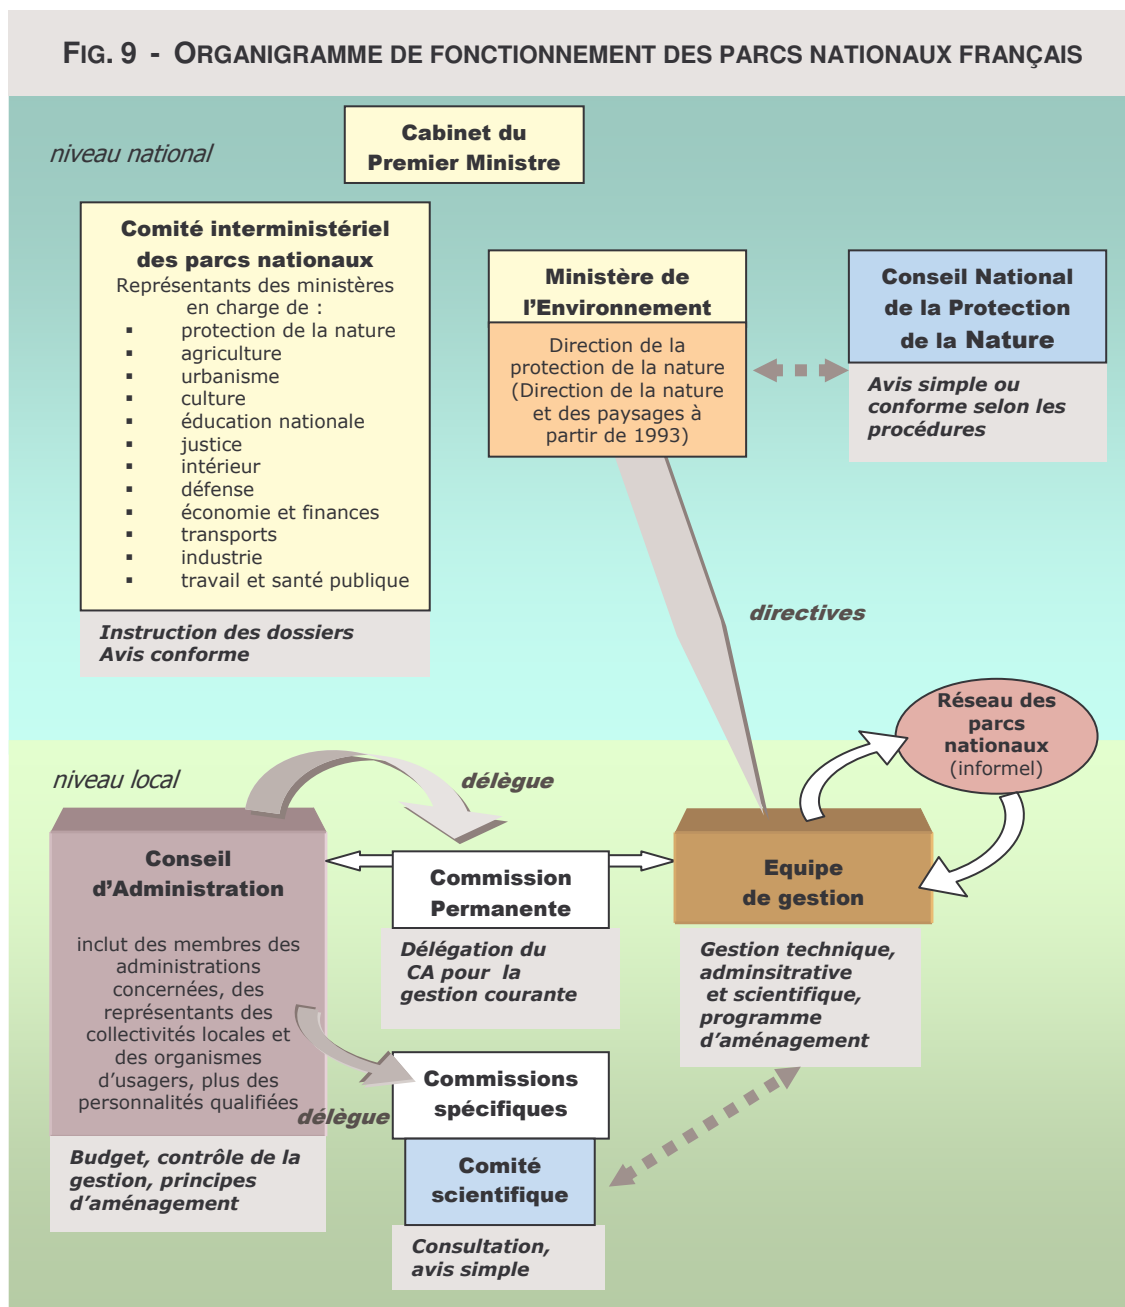 FIG. 9 - ORGANIGRAMME DE FONCTIONNEMENT DES PARCS NATIONAUX FRANÇAIS
niveau national
Cabinet du
Premier Ministre
Comité interministériel
des parcs nationaux
Représentants des ministères
en charge de :
▪ protection de la nature
▪ agriculture
▪ urbanisme
▪ culture
▪ éducation nationale
▪ justice
▪ intérieur
▪ défense
▪ économie et finances
▪ transports
▪ industrie
▪ travail et santé publique
Instruction des dossiers
Avis conforme
Ministère de
l'Environnement
Direction de la
protection de la nature
(Direction de la nature
et des paysages à
partir de 1993)
Conseil National
de la Protection
de la Nature
Avis simple ou
conforme selon les
procédures
directives
Réseau des
parcs
nationaux
(informel)
niveau local
délègue
Conseil
d'Administration
inclut des membres des
administrations
concernées, des
représentants des
collectivités locales et
des organismes
d'usagers, plus des
personnalités qualifiées
Budget, contrôle de la
gestion, principes
d'aménagement
Commission
Permanente
Délégation du
CA pour la
gestion courante
Equipe
de gestion
Gestion technique,
adminsitrative
et scientifique,
programme
d'aménagement
délègue
Commissions
spécifiques
Comité
scientifique
Consultation,
avis simple